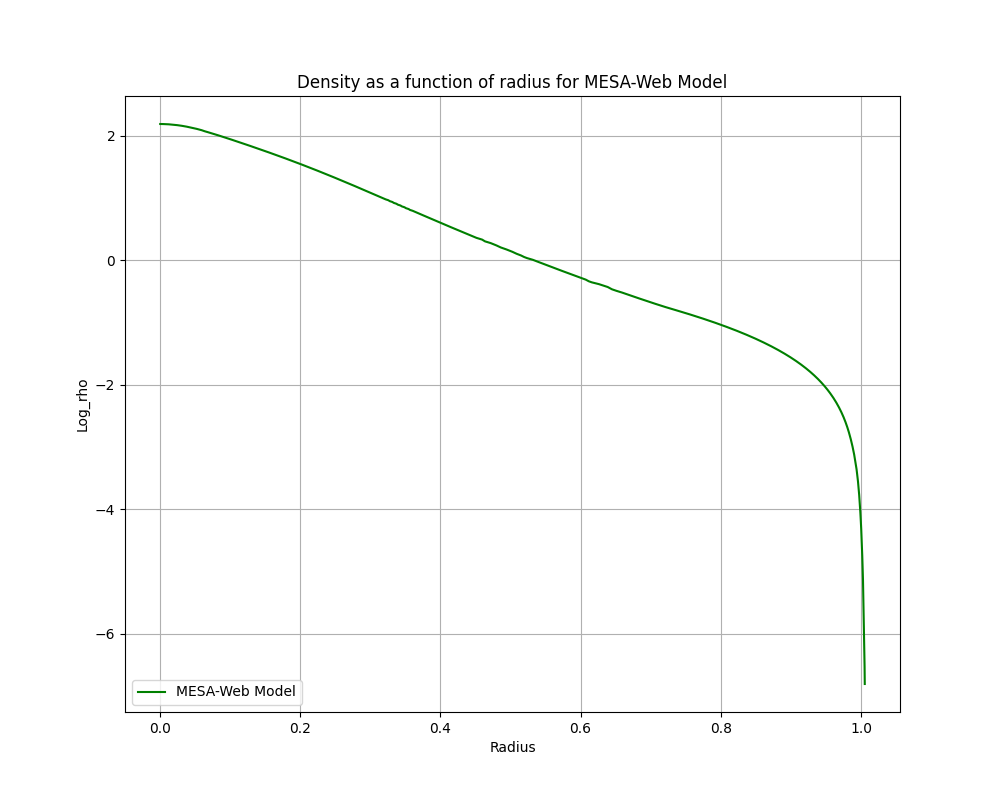 Density as a function of radius for MESA-Web Model
2
0
−2
−4
−6
Log_rho
MESA-Web Model
0.0 0.2 0.4 0.6 0.8 1.0
Radius